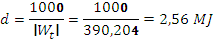 d = 1000 / |W_t| = 1000 / 390,204 = 2,56 MJ